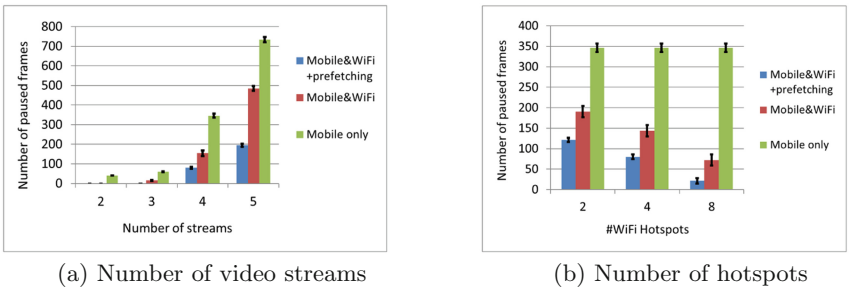 800
700
600
500
400
300
200
100
0
Number of paused frames
2 3 4 5
Number of streams
Mobile&WiFi
+prefetching
Mobile&WiFi
Mobile only
(a) Number of video streams
400
350
300
250
200
150
100
50
0
Number of paused frames
2 4 8
#WiFi Hotspots
Mobile&WiFi
+prefetching
Mobile&WiFi
Mobile only
(b) Number of hotspots